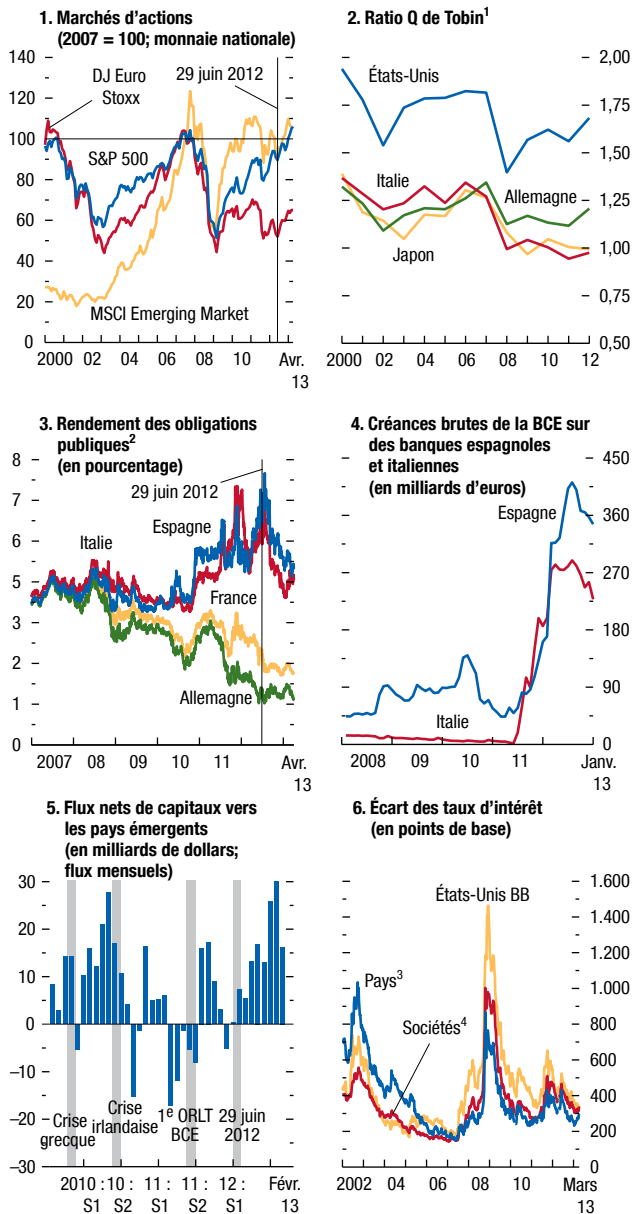 1. Marchés d'actions
(2007 = 100; monnaie nationale)
140
120
100
80
60
40
20
0
DJ Euro
Stoxx
29 juin 2012
S&P 500
MSCI Emerging Market
2000 02 04 06 08 08 10 10 Avr.
13
2. Ratio Q de Tobin1
2,00
1,75
1,50
1,25
1,00
0,75
0,50
États-Unis
Italie
Allemagne
Japon
2000 02 04 06 08 10 12
3. Rendement des obligations
publiques2
(en pourcentage)
8
7
6
5
4
3
2
1
0
29 juin 2012
Espagne
Italie
France
Allemagne
2007 08 09 10 10 11 Avr.
13
4. Créances brutes de la BCE sur
des banques espagnoles
et italiennes
(en milliards d'euros)
450
360
270
180
90
0
Espagne
Italie
2008 09 10 11 Janv.
13
5. Flux nets de capitaux vers
les pays émergents
(en milliards de dollars;
flux mensuels)
30
20
10
0
–10
–20
–30
Crise
grecque
Crise
irlandaise
1e ORLT
BCE
29 juin
2012
2010 : 10 : 11 : 11 : 12 : Févr.
S1 S2 S1 S2 S1 13
6. Écart des taux d'intérêt
(en points de base)
1.600
1.400
1.200
1.000
800
600
400
200
0
États-Unis BB
Pays3
Sociétés4
2002 04 06 08 10 Mars
13